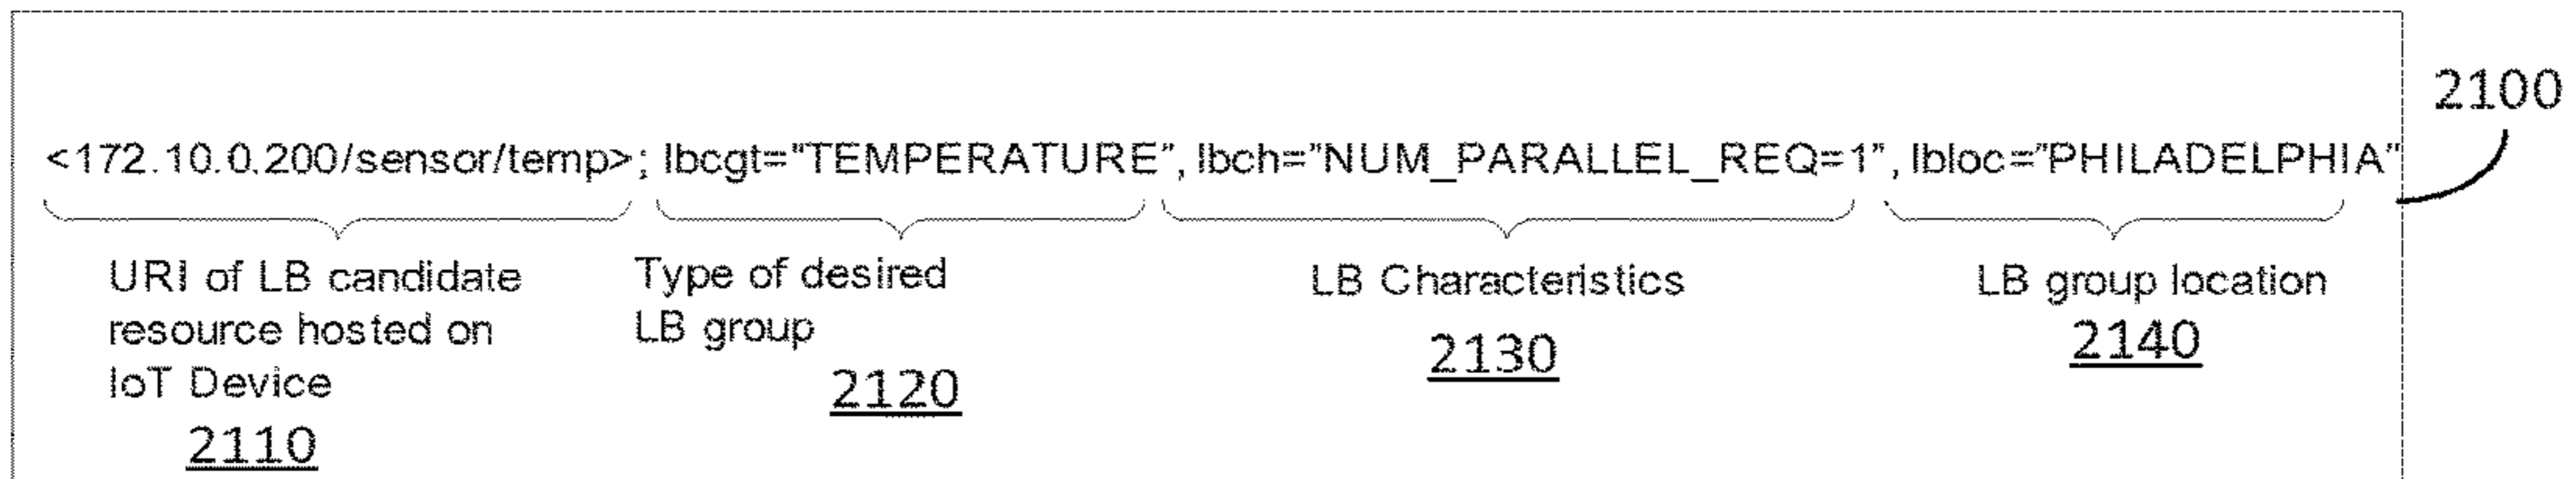 2100
<172.10.0.200/sensor/temp>; lbcgt="TEMPERATURE", lbch="NUM_PARALLEL_REQ=1", lbloc="PHILADELPHIA"
URI of LB candidate
resource hosted on
IoT Device
2110
Type of desired
LB group
2120
LB Characteristics
2130
LB group location
2140